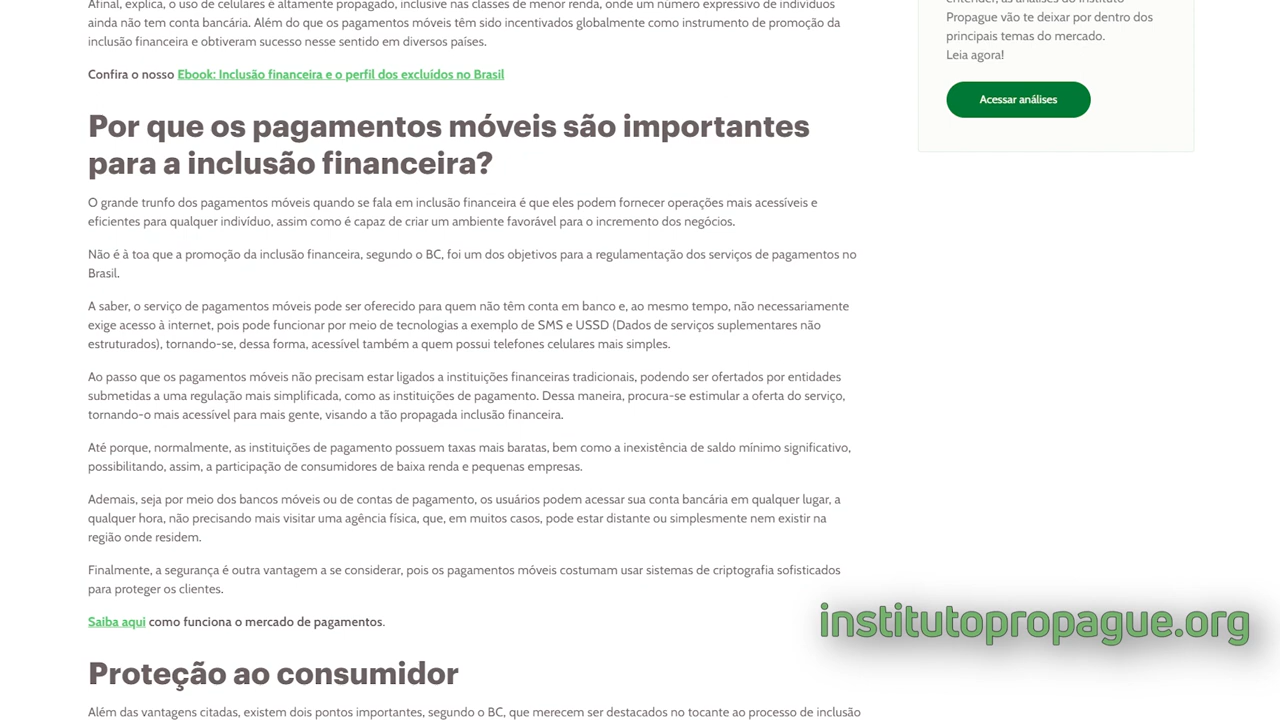 Afinal, explica, o uso de celulares é altamente propagado, inclusive nas classes de menor renda, onde um número expressivo de indivíduos
ainda não tem conta bancária. Além do que os pagamentos móveis têm sido incentivados globalmente como instrumento de promoção da
inclusão financeira e obtiveram sucesso nesse sentido em diversos países.
Confira o nosso Ebook: Inclusão financeira e o perfil dos excluídos no Brasil
Por que os pagamentos móveis são importantes
para a inclusão financeira?
O grande trunfo dos pagamentos móveis quando se fala em inclusão financeira é que eles podem fornecer operações mais acessíveis e
eficientes para qualquer indivíduo, assim como é capaz de criar um ambiente favorável para o incremento dos negócios.
Não é à toa que a promoção da inclusão financeira, segundo o BC, foi um dos objetivos para a regulamentação dos serviços de pagamentos no
Brasil.
A saber, o serviço de pagamentos móveis pode ser oferecido para quem não têm conta em banco e, ao mesmo tempo, não necessariamente
exige acesso à internet, pois pode funcionar por meio de tecnologias a exemplo de SMS e USSD (Dados de serviços suplementares não
estruturados), tornando-se, dessa forma, acessível também a quem possui telefones celulares mais simples.
Ao passo que os pagamentos móveis não precisam estar ligados a instituições financeiras tradicionais, podendo ser ofertados por entidades
submetidas a uma regulação mais simplificada, como as instituições de pagamento. Dessa maneira, procura-se estimular a oferta do serviço,
tornando-o mais acessível para mais gente, visando a tão propagada inclusão financeira.
Até porque, normalmente, as instituições de pagamento possuem taxas mais baratas, bem como a inexistência de saldo mínimo significativo,
possibilitando, assim, a participação de consumidores de baixa renda e pequenas empresas.
Ademais, seja por meio dos bancos móveis ou de contas de pagamento, os usuários podem acessar sua conta bancária em qualquer lugar, a
qualquer hora, não precisando mais visitar uma agência física, que, em muitos casos, pode estar distante ou simplesmente nem existir na
região onde residem.
Finalmente, a segurança é outra vantagem a se considerar, pois os pagamentos móveis costumam usar sistemas de criptografia sofisticados
para proteger os clientes.
Saiba aqui como funciona o mercado de pagamentos.
Proteção ao consumidor
Além das vantagens citadas, existem dois pontos importantes, segundo o BC, que merecem ser destacados no tocante ao processo de inclusão
entender, as análises do Instituto
Propague vão te deixar por dentro dos
principais temas do mercado.
Leia agora!
Acessar análises
institutopropague.org